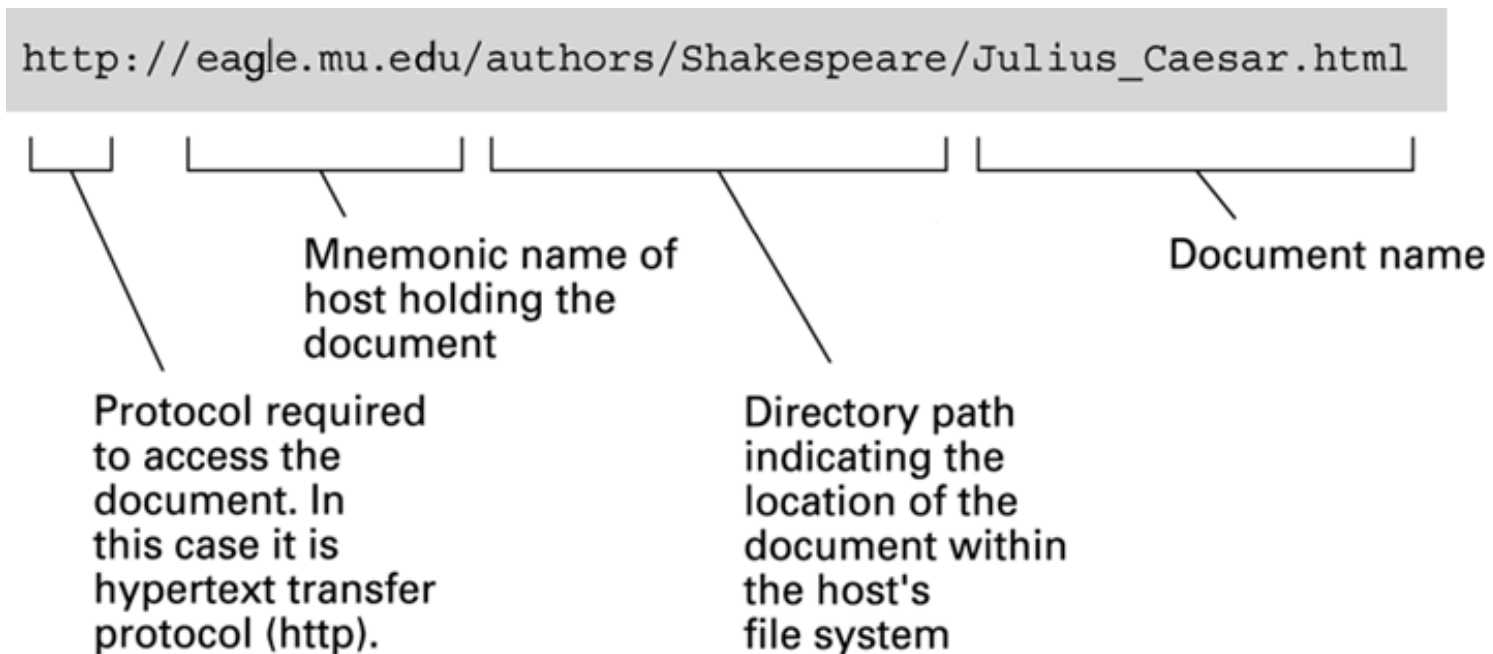 http://eagle.mu.edu/authors/Shakespeare/Julius_Caesar.html
Mnemonic name of
host holding the
document
Document name
Protocol required
to access the
document. In
this case it is
hypertext transfer
protocol (http).
Directory path
indicating the
location of the
document within
the host's
file system